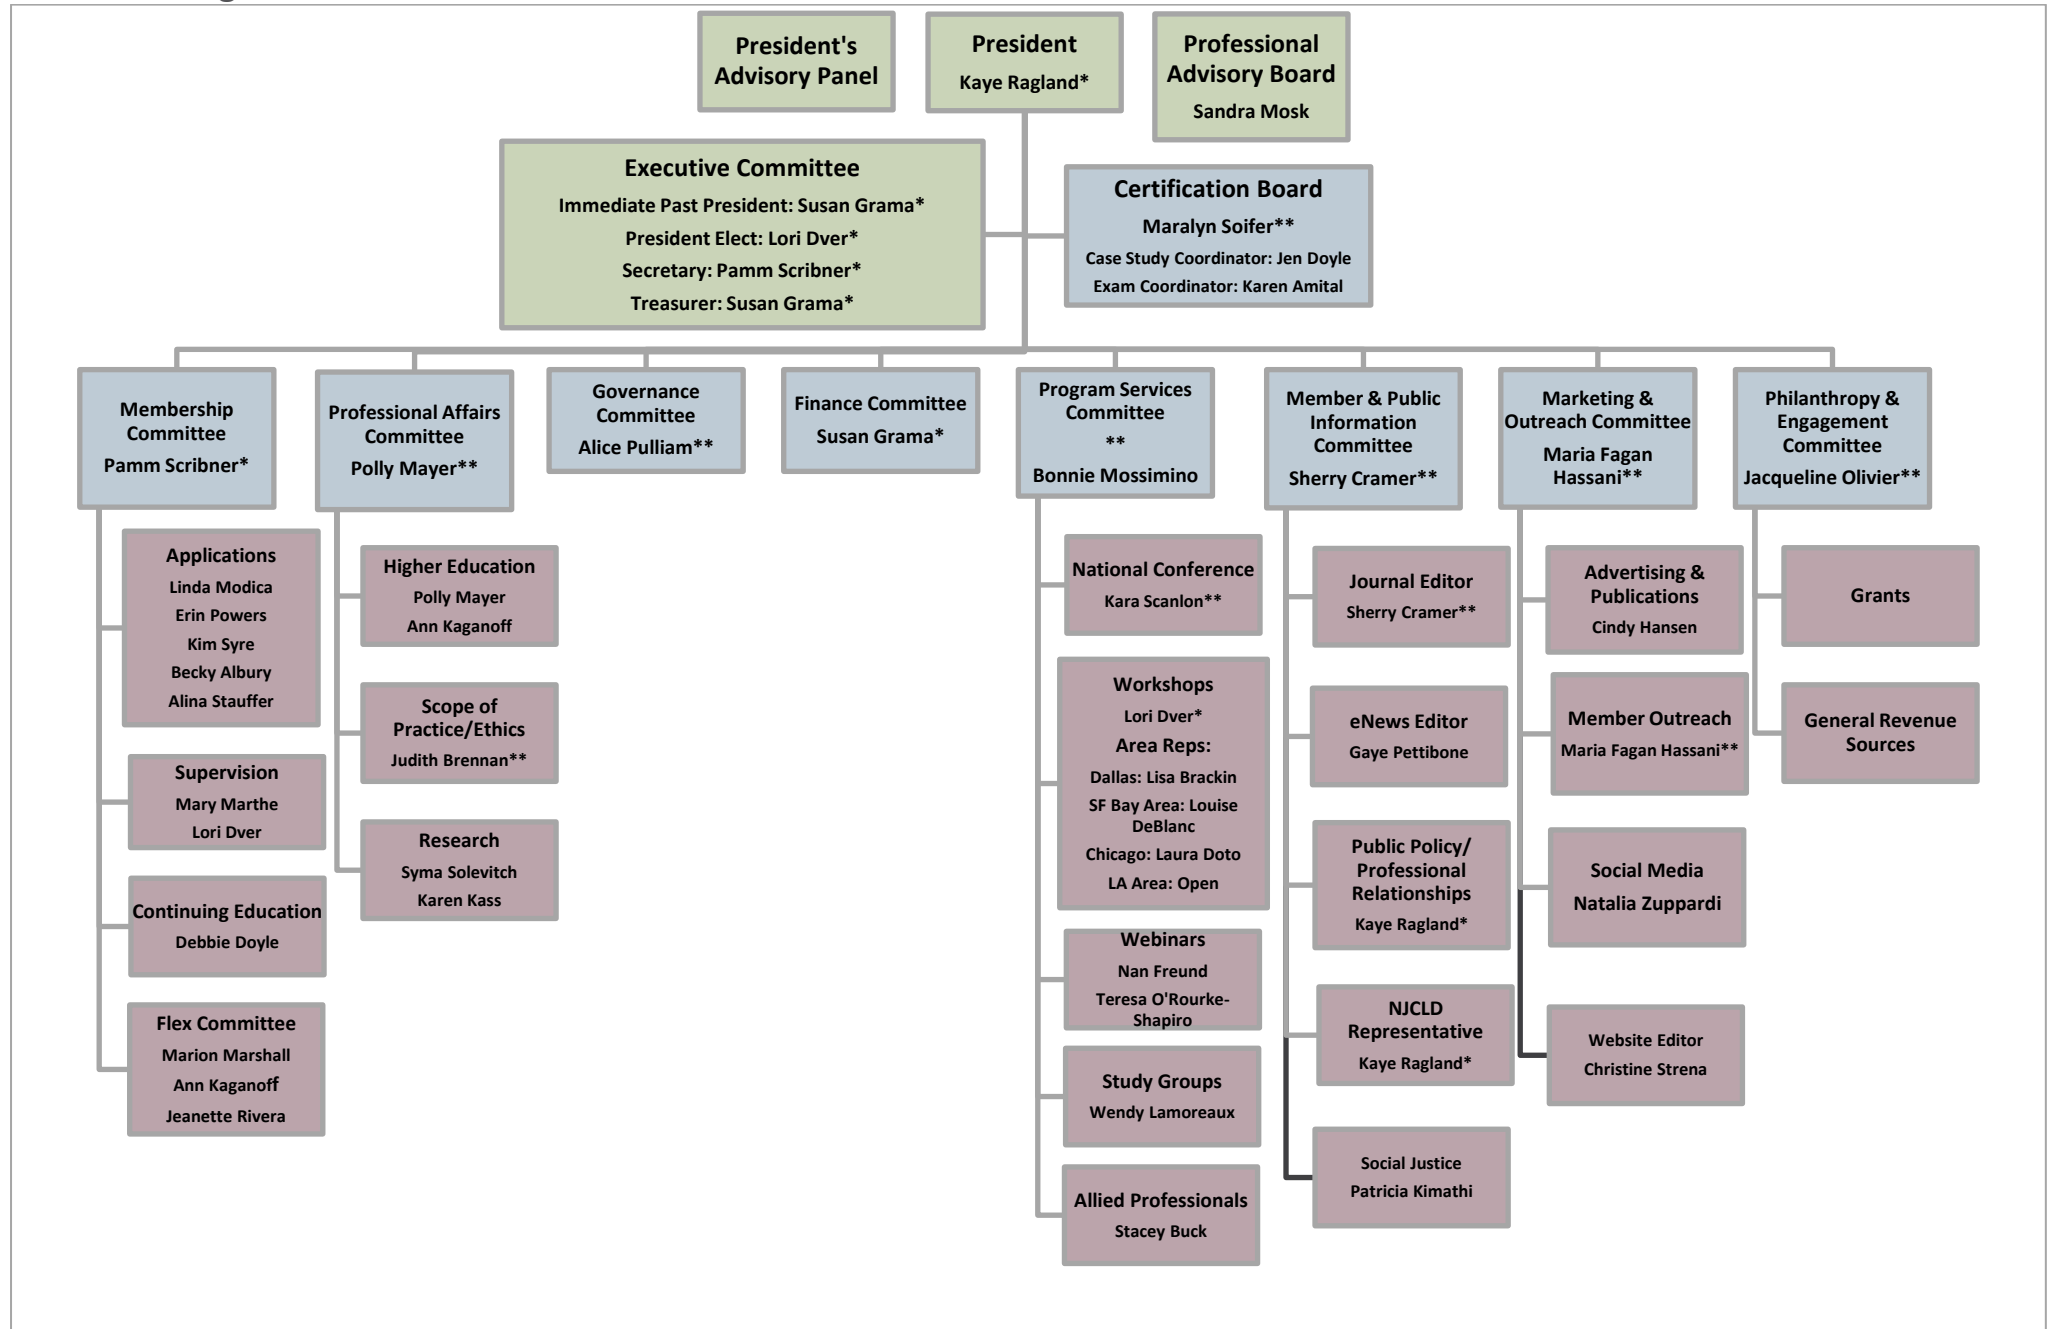 President's
Advisory Panel
President
Kaye Ragland*
Professional
Advisory Board
Sandra Mosk
Executive Committee
Immediate Past President: Susan Grama*
President Elect: Lori Dver*
Secretary: Pamm Scribner*
Treasurer: Susan Grama*
Certification Board
Maralyn Soifer**
Case Study Coordinator: Jen Doyle
Exam Coordinator: Karen Amital
Membership
Committee
Pamm Scribner*
Applications
Linda Modica
Erin Powers
Kim Syre
Becky Albury
Alina Stauffer
Supervision
Mary Marthe
Lori Dver
Continuing Education
Debbie Doyle
Flex Committee
Marion Marshall
Ann Kaganoff
Jeanette Rivera
Professional Affairs
Committee
Polly Mayer**
Higher Education
Polly Mayer
Ann Kaganoff
Scope of
Practice/Ethics
Judith Brennan**
Research
Syma Solevitch
Karen Kass
Governance
Committee
Alice Pulliam**
Finance Committee
Susan Grama*
Program Services
Committee
**
Bonnie Mossimino
National Conference
Kara Scanlon**
Workshops
Lori Dver*
Area Reps:
Dallas: Lisa Brackin
SF Bay Area: Louise
DeBlanc
Chicago: Laura Doto
LA Area: Open
Webinars
Nan Freund
Teresa O'Rourke-
Shapiro
Study Groups
Wendy Lamoreaux
Allied Professionals
Stacey Buck
Member & Public
Information
Committee
Sherry Cramer**
Journal Editor
Sherry Cramer**
eNews Editor
Gaye Pettibone
Public Policy/
Professional
Relationships
Kaye Ragland*
NJCLD
Representative
Kaye Ragland*
Social Justice
Patricia Kimathi
Marketing &
Outreach Committee
Maria Fagan
Hassani**
Advertising &
Publications
Cindy Hansen
Member Outreach
Maria Fagan Hassani**
Social Media
Natalia Zuppardi
Website Editor
Christine Strena
Philanthropy &
Engagement
Committee
Jacqueline Olivier**
Grants
General Revenue
Sources